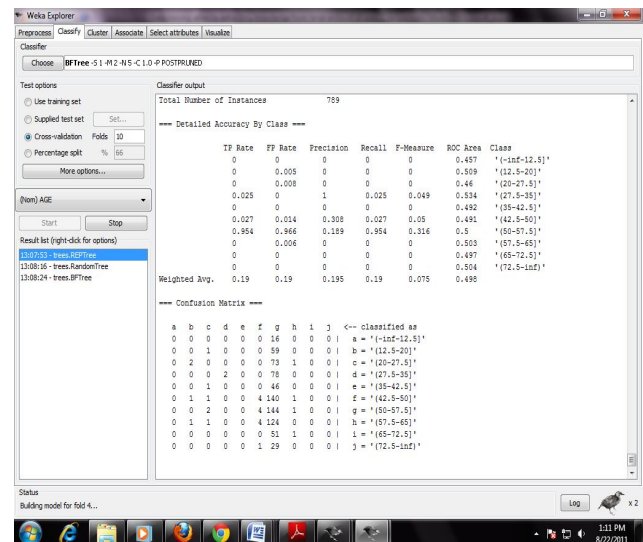 Weka Explorer
Preprocess Classify Cluster Associate Select attributes Visualize
Classifier
Choose BFTree -S 1 -M 2 -N 5 -C 1.0 -P POSTPRUNED
Test options
Use training set
Supplied test set Set...
Cross-validation Folds 10
Percentage split % 66
More options...
(Nom) AGE
Start Stop
Result list (right-click for options)
13:07:53 - trees.REPTree
13:08:16 - trees.RandomTree
13:08:24 - trees.BFTree
Classifier output
Total Number of Instances 789
=== Detailed Accuracy By Class ===
TP Rate FP Rate Precision Recall F-Measure ROC Area Class
0 0 0 0 0 0.457 '(-inf-12.5]'
0 0.005 0 0 0 0.509 '(12.5-20]'
0 0.008 0 0 0 0.46 '(20-27.5]'
0.025 0 1 0.025 0.049 0.534 '(27.5-35]'
0 0 0 0 0 0.492 '(35-42.5]'
0.027 0.014 0.308 0.027 0.05 0.491 '(42.5-50]'
0.954 0.966 0.189 0.954 0.316 0.5 '(50-57.5]'
0 0.006 0 0 0 0.503 '(57.5-65]'
0 0 0 0 0 0.497 '(65-72.5]'
0 0 0 0 0 0.504 '(72.5-inf)'
Weighted Avg. 0.19 0.19 0.195 0.19 0.075 0.498
=== Confusion Matrix ===
a b c d e f g h i j <-- classified as
0 0 0 0 0 0 16 0 0 0 | a = '(-inf-12.5]'
0 0 1 0 0 0 59 0 0 0 | b = '(12.5-20]'
0 2 0 0 0 0 73 1 0 0 | c = '(20-27.5]'
0 0 0 2 0 0 78 0 0 0 | d = '(27.5-35]'
0 0 1 0 0 0 46 0 0 0 | e = '(35-42.5]'
0 1 1 0 0 4 140 1 0 0 | f = '(42.5-50]'
0 0 2 0 0 4 144 1 0 0 | g = '(50-57.5]'
0 1 1 0 0 4 124 0 0 0 | h = '(57.5-65]'
0 0 0 0 0 0 51 1 0 0 | i = '(65-72.5]'
0 0 0 0 0 1 29 0 0 0 | j = '(72.5-inf)'
Status
Building model for fold 4...
Log x 2
1:11 PM
8/22/2011